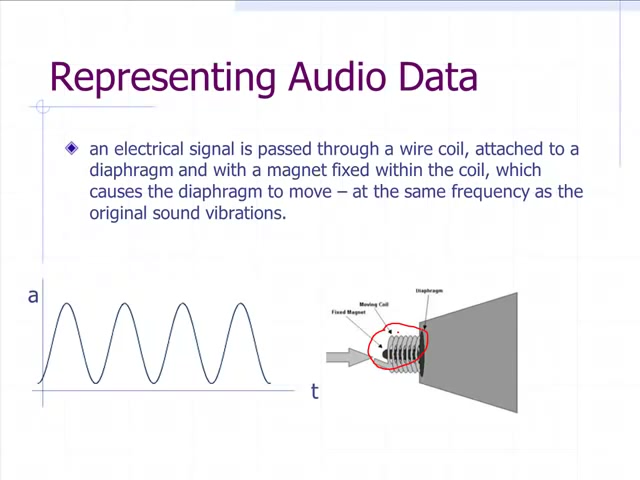 Representing Audio Data
an electrical signal is passed through a wire coil, attached to a
diaphragm and with a magnet fixed within the coil, which
causes the diaphragm to move – at the same frequency as the
original sound vibrations.
a
t
Diaphragm
Moving Coil
Fixed Magnet